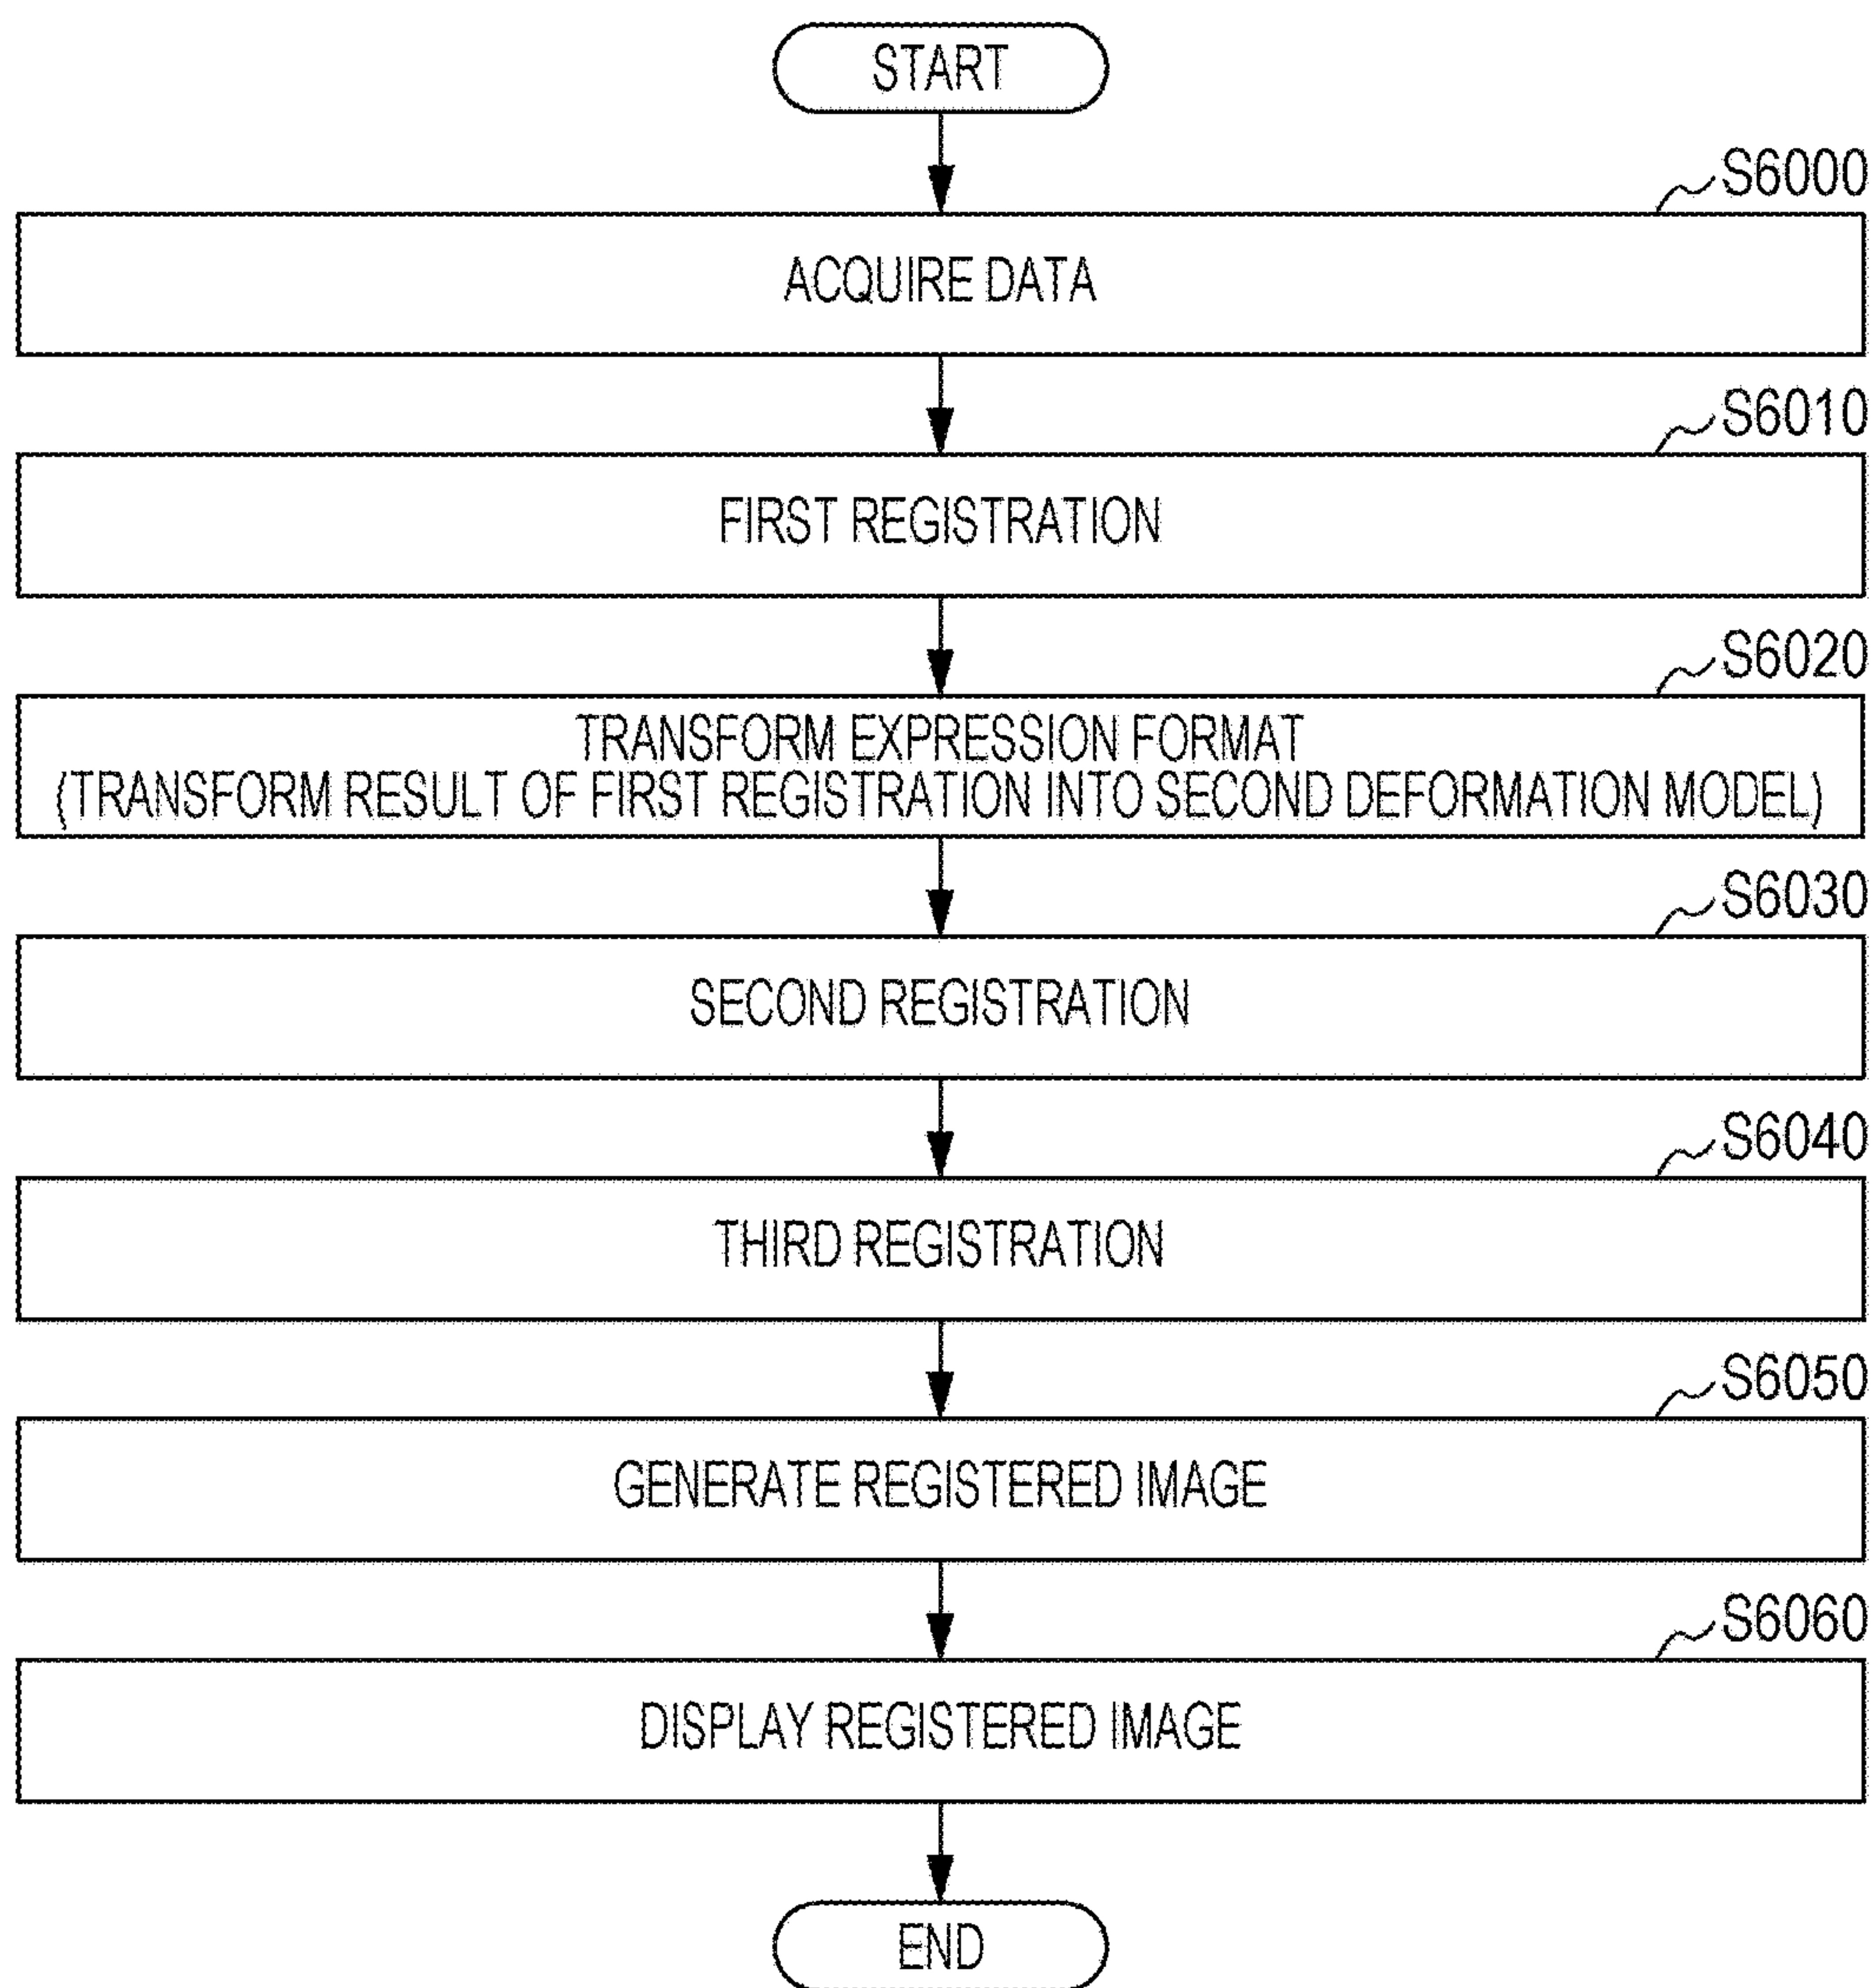 START
S6000
ACQUIRE DATA
S6010
FIRST REGISTRATION
S6020
TRANSFORM EXPRESSION FORMAT
(TRANSFORM RESULT OF FIRST REGISTRATION INTO SECOND DEFORMATION MODEL)
S6030
SECOND REGISTRATION
S6040
THIRD REGISTRATION
S6050
GENERATE REGISTERED IMAGE
S6060
DISPLAY REGISTERED IMAGE
END